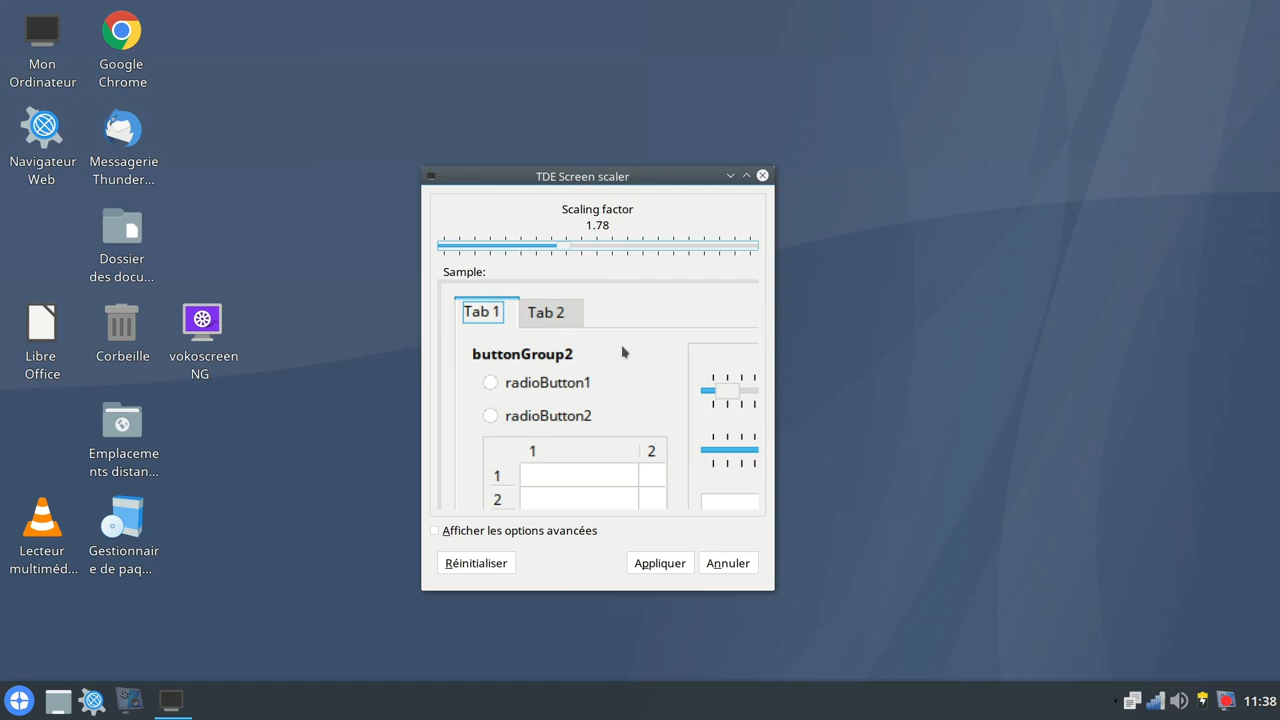 Mon
Ordinateur
Google
Chrome
Navigateur
Web
Messagerie
Thunder...
Dossier
des docu...
Libre
Office
Corbeille
vokoscreen
NG
Emplaceme
nts distan...
Lecteur
multiméd...
Gestionnair
e de paq...
TDE Screen scaler
Scaling factor
1.78
Sample:
Tab 1
Tab 2
buttonGroup2
radioButton1
radioButton2
1 2
1
2
Afficher les options avancées
Réinitialiser
Appliquer
Annuler
11:38